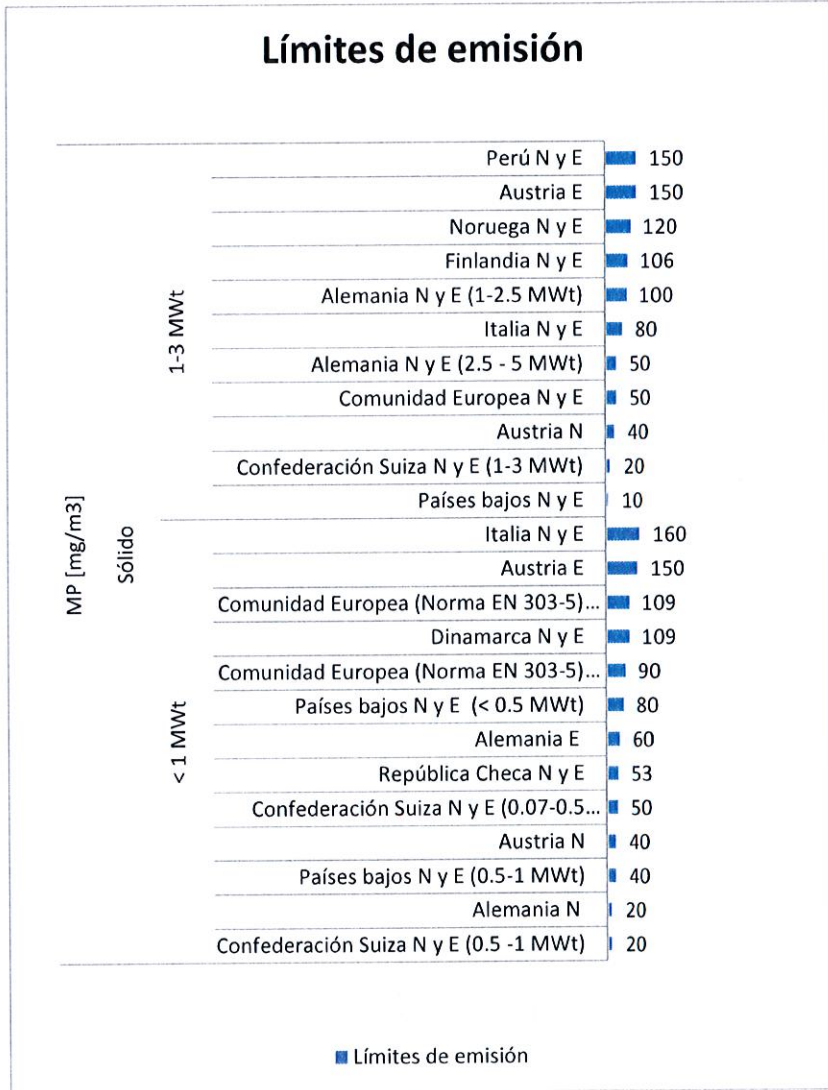 Límites de emisión
MP [mg/m3]
Sólido
1-3 MWt
Perú N y E 150
Austria E 150
Noruega N y E 120
Finlandia N y E 106
Alemania N y E (1-2.5 MWt) 100
Italia N y E 80
Alemania N y E (2.5 - 5 MWt) 50
Comunidad Europea N y E 50
Austria N 40
Confederación Suiza N y E (1-3 MWt) 20
Países bajos N y E 10
< 1 MWt
Italia N y E 160
Austria E 150
Comunidad Europea (Norma EN 303-5)... 109
Dinamarca N y E 109
Comunidad Europea (Norma EN 303-5)... 90
Países bajos N y E (< 0.5 MWt) 80
Alemania E 60
República Checa N y E 53
Confederación Suiza N y E (0.07-0.5... 50
Austria N 40
Países bajos N y E (0.5-1 MWt) 40
Alemania N 20
Confederación Suiza N y E (0.5 -1 MWt) 20
Límites de emisión